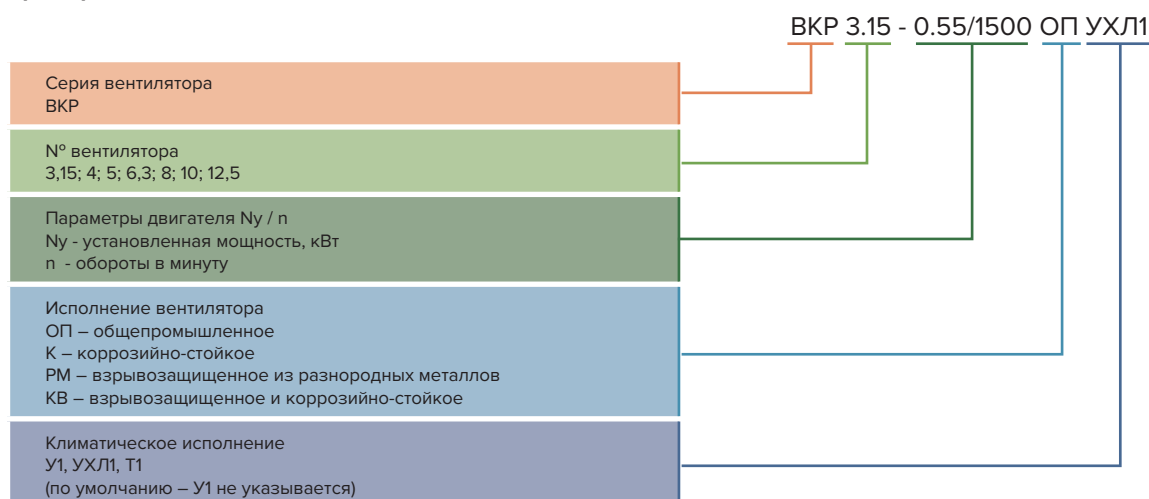 ВКР 3.15 - 0.55/1500 ОП УХЛ1
Серия вентилятора
ВКР
Nº вентилятора
3,15; 4; 5; 6,3; 8; 10; 12,5
Параметры двигателя Ny / n
Ny - установленная мощность, кВт
n - обороты в минуту
Исполнение вентилятора
ОП – общепромышленное
К – коррозийно-стойкое
РМ – взрывозащищенное из разнородных металлов
КВ – взрывозащищенное и коррозийно-стойкое
Климатическое исполнение
У1, УХЛ1, Т1
(по умолчанию – У1 не указывается)